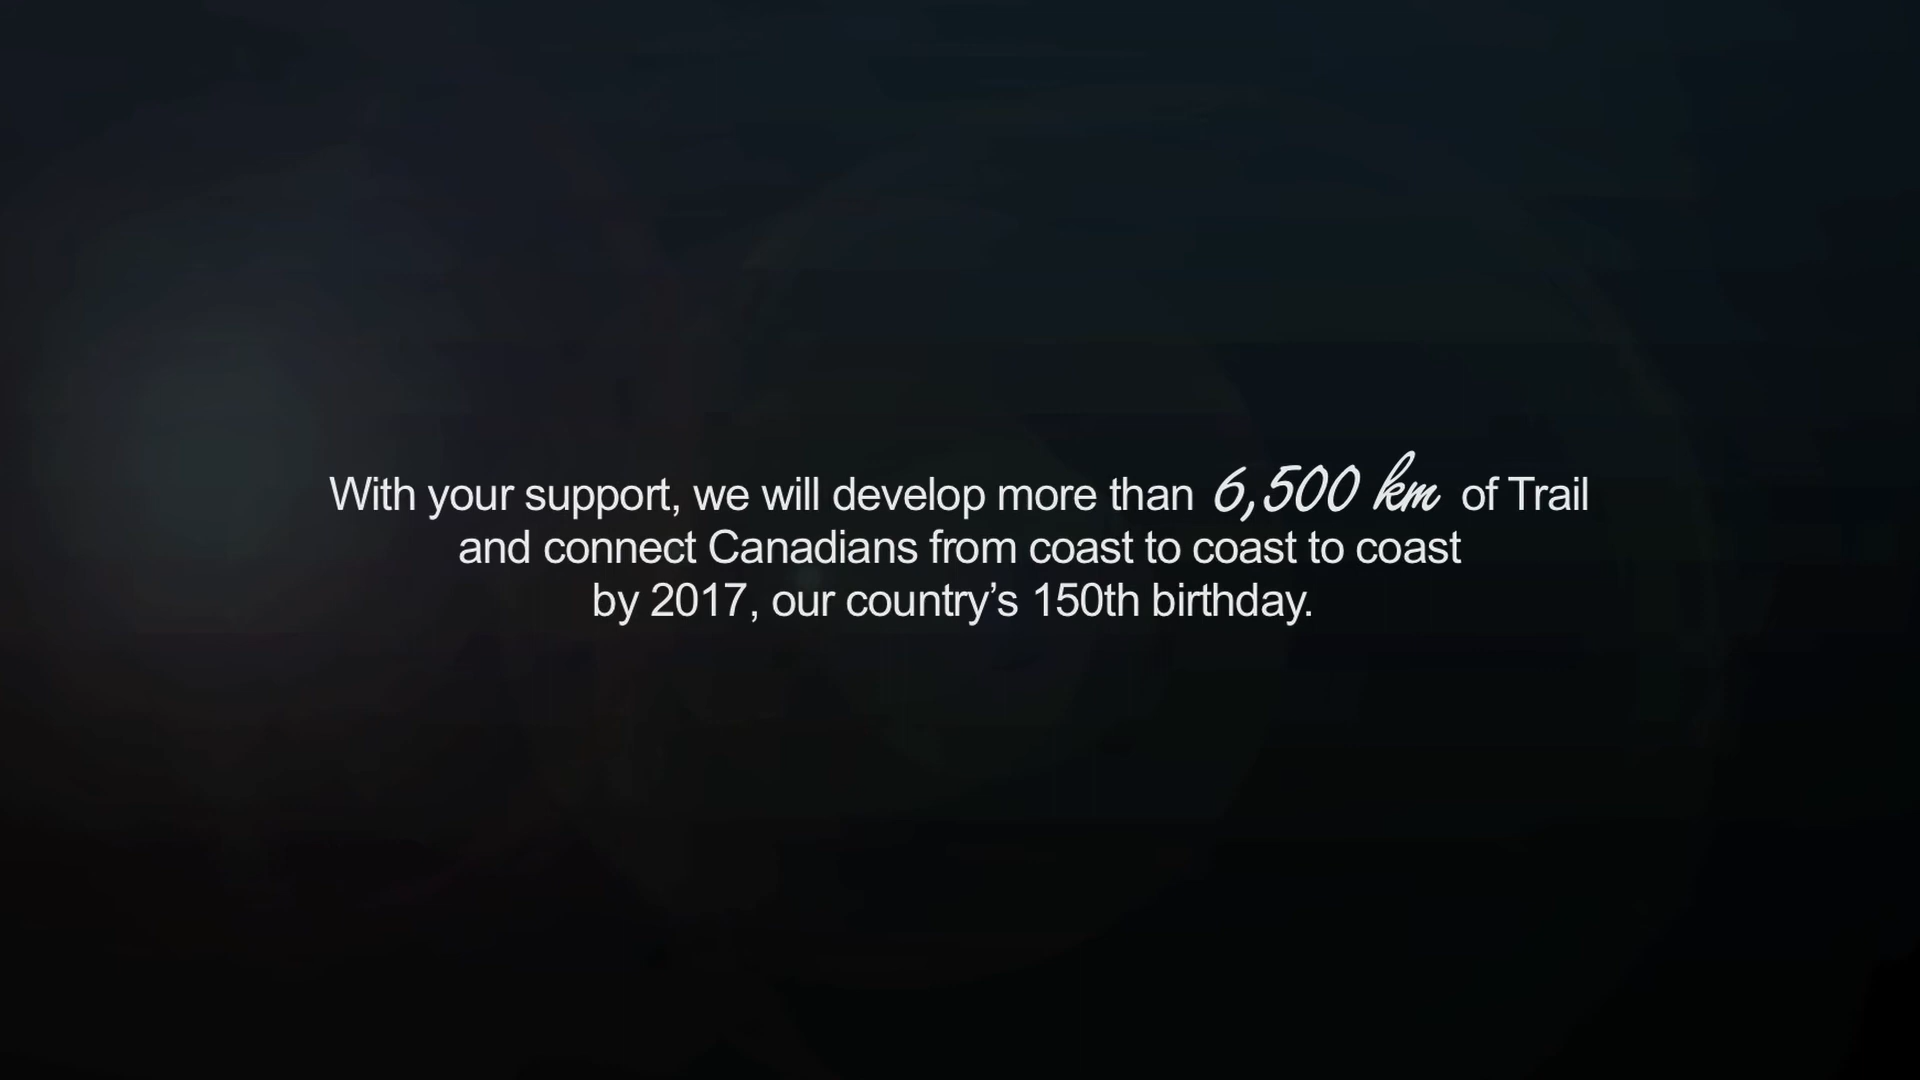 With your support, we will develop more than 6,500 km of Trail
and connect Canadians from coast to coast to coast
by 2017, our country’s 150th birthday.